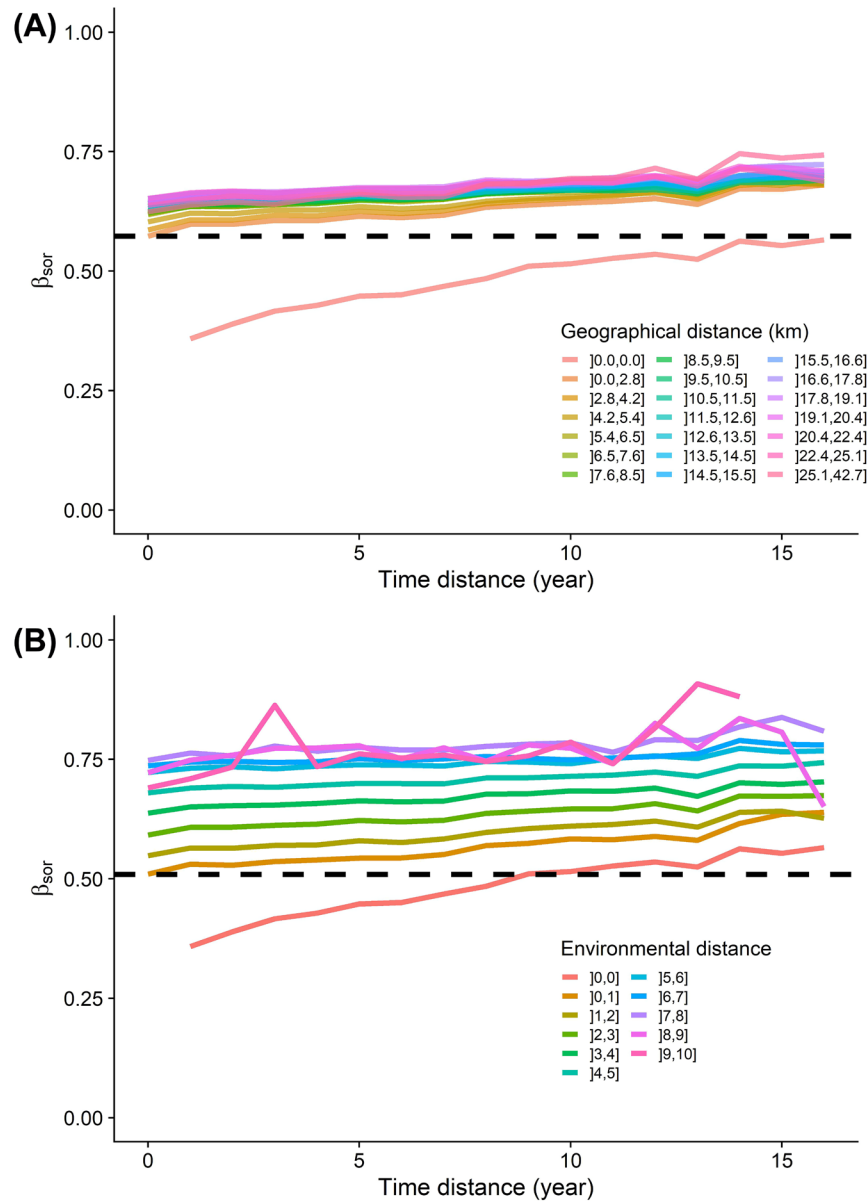 (A)
1.00
0.75
0.50
0.25
0.00
βsor
Geographical distance (km)
]0.0,0.0] ]8.5,9.5] ]15.5,16.6]
]0.0,2.8] ]9.5,10.5] ]16.6,17.8]
]2.8,4.2] ]10.5,11.5] ]17.8,19.1]
]4.2,5.4] ]11.5,12.6] ]19.1,20.4]
]5.4,6.5] ]12.6,13.5] ]20.4,22.4]
]6.5,7.6] ]13.5,14.5] ]22.4,25.1]
]7.6,8.5] ]14.5,15.5] ]25.1,42.7]
0 5 10 15
Time distance (year)
(B)
1.00
0.75
0.50
0.25
0.00
βsor
Environmental distance
]0,0] ]5,6]
]0,1] ]6,7]
]1,2] ]7,8]
]2,3] ]8,9]
]3,4] ]9,10]
]4,5]
0 5 10 15
Time distance (year)